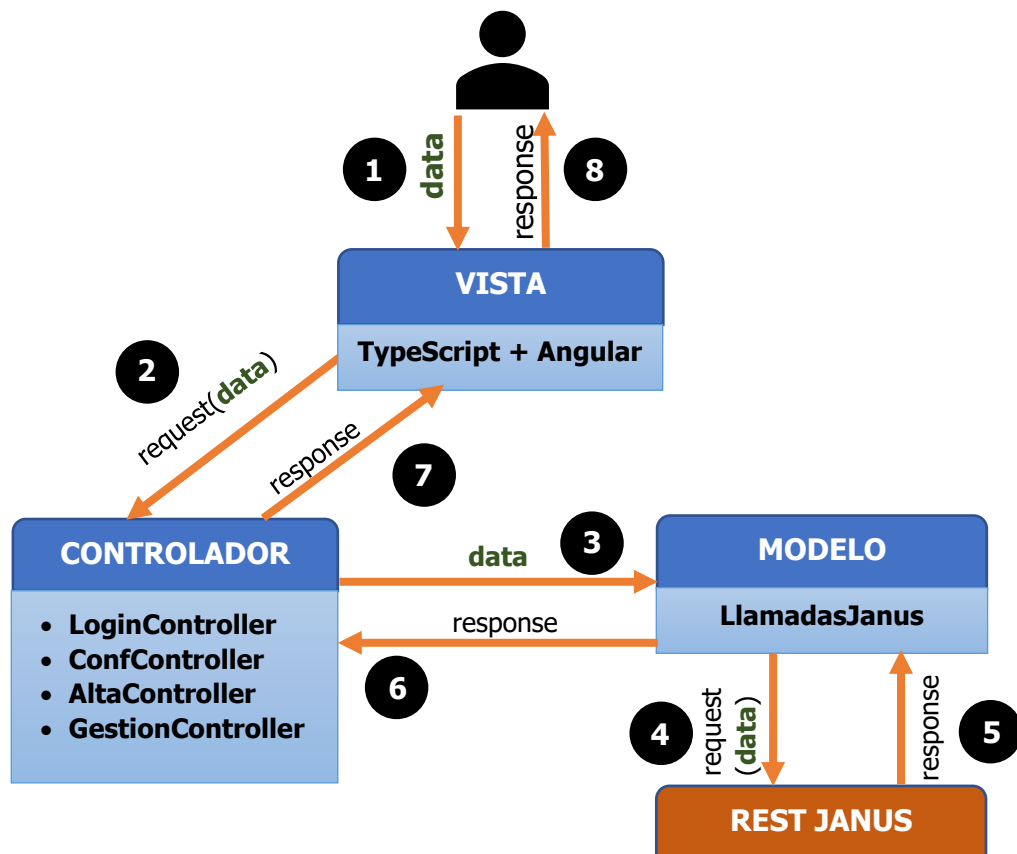 1
data
response
8
VISTA
TypeScript + Angular
2
request(data)
response
7
CONTROLADOR
• LoginController
• ConfController
• AltaController
• GestionController
data
3
response
6
MODELO
LlamadasJanus
4
request
(data)
response
5
REST JANUS